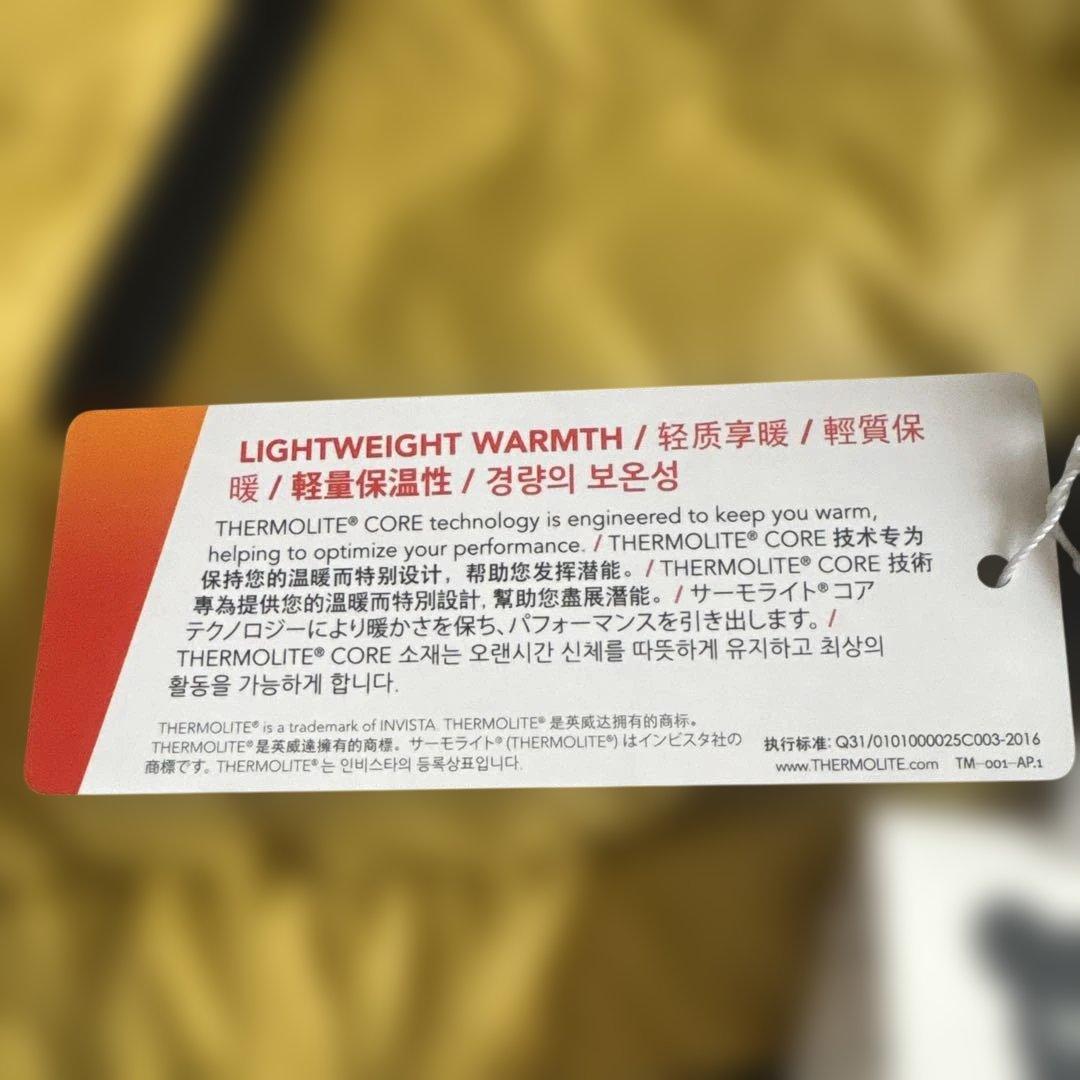 LIGHTWEIGHT WARMTH / 轻质享暖 / 輕質保
暖 / 軽量保温性 / 경량의 보온성
THERMOLITE® CORE technology is engineered to keep you warm,
helping to optimize your performance. / THERMOLITE® CORE 技术专为
保持您的温暖而特别设计，帮助您发挥潜能。/ THERMOLITE® CORE 技術
專為提供您的溫暖而特別設計, 幫助您盡展潛能。/ サーモライト® コア
テクノロジーにより暖かさを保ち、パフォーマンスを引き出します。/
THERMOLITE® CORE 소재는 오랜시간 신체를 따뜻하게 유지하고 최상의
활동을 가능하게 합니다.
THERMOLITE® is a trademark of INVISTA. THERMOLITE® 是英威达拥有的商标。
THERMOLITE® 是英威達擁有的商標。サーモライト® (THERMOLITE®) はインビスタ社の
商標です。THERMOLITE® 는 인비스타의 등록상표입니다.
执行标准: Q31/0101000025C003-2016
www.THERMOLITE.com TM-001-AP.1